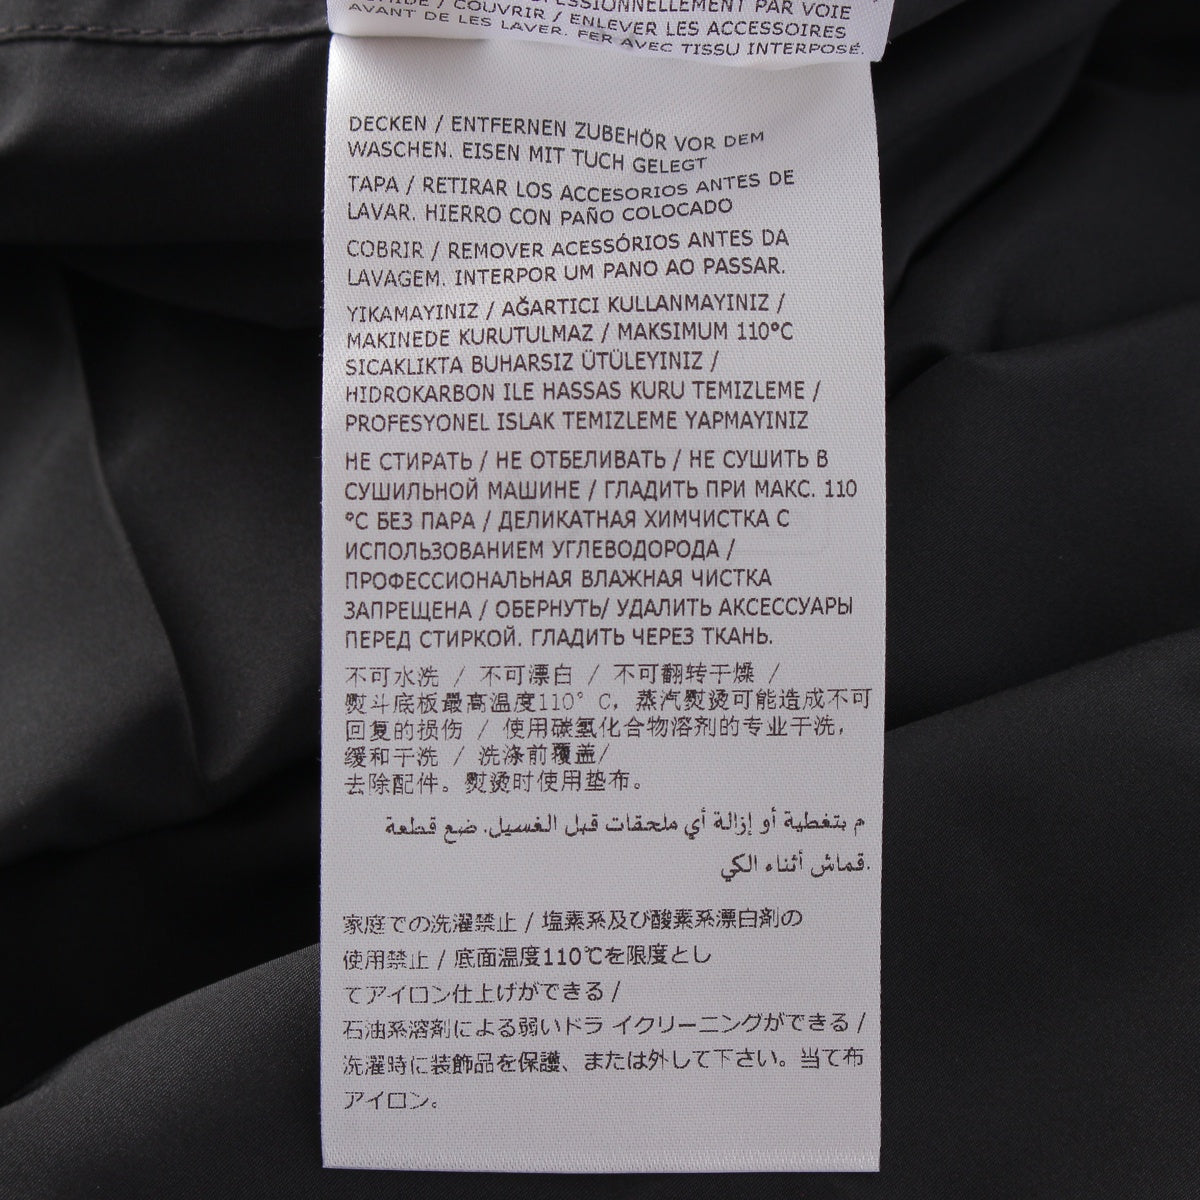 PROFESSIONNELLEMENT PAR VOIE
HUMIDE / COUVRIR / ENLEVER LES ACCESSOIRES
AVANT DE LES LAVER. FER AVEC TISSU INTERPOSÉ.
DECKEN / ENTFERNEN ZUBEHÖR VOR DEM
WASCHEN. EISEN MIT TUCH GELEGT
TAPA / RETIRAR LOS ACCESORIOS ANTES DE
LAVAR. HIERRO CON PAÑO COLOCADO
COBRIR / REMOVER ACESSÓRIOS ANTES DA
LAVAGEM. INTERPOR UM PANO AO PASSAR.
YIKAMAYINIZ / AĞARTICI KULLANMAYINIZ /
MAKINEDE KURUTULMAZ / MAKSIMUM 110°C
SICAKLIKTA BUHARSIZ ÜTÜLEYINIZ /
HIDROKARBON ILE HASSAS KURU TEMIZLEME /
PROFESYONEL ISLAK TEMIZLEME YAPMAYINIZ
НЕ СТИРАТЬ / НЕ ОТБЕЛИВАТЬ / НЕ СУШИТЬ В
СУШИЛЬНОЙ МАШИНЕ / ГЛАДИТЬ ПРИ МАКС. 110
°C БЕЗ ПАРА / ДЕЛИКАТНАЯ ХИМЧИСТКА С
ИСПОЛЬЗОВАНИЕМ УГЛЕВОДОРОДА /
ПРОФЕССИОНАЛЬНАЯ ВЛАЖНАЯ ЧИСТКА
ЗАПРЕЩЕНА / ОБЕРНУТЬ/ УДАЛИТЬ АКСЕССУАРЫ
ПЕРЕД СТИРКОЙ. ГЛАДИТЬ ЧЕРЕЗ ТКАНЬ.
不可水洗 / 不可漂白 / 不可翻转干燥 /
熨斗底板最高温度110° C，蒸汽熨烫可能造成不可
回复的损伤 / 使用碳氢化合物溶剂的专业干洗，
缓和干洗 / 洗涤前覆盖/
去除配件。熨烫时使用垫布。
م بتغطية أو إزالة أي ملحقات قبل الغسيل. ضع قطعة
قماش أثناء الكي.
家庭での洗濯禁止 / 塩素系及び酸素系漂白剤の
使用禁止 / 底面温度110℃を限度とし
てアイロン仕上げができる /
石油系溶剤による弱いドラ イクリーニングができる /
洗濯時に装飾品を保護、または外して下さい。当て布
アイロン。